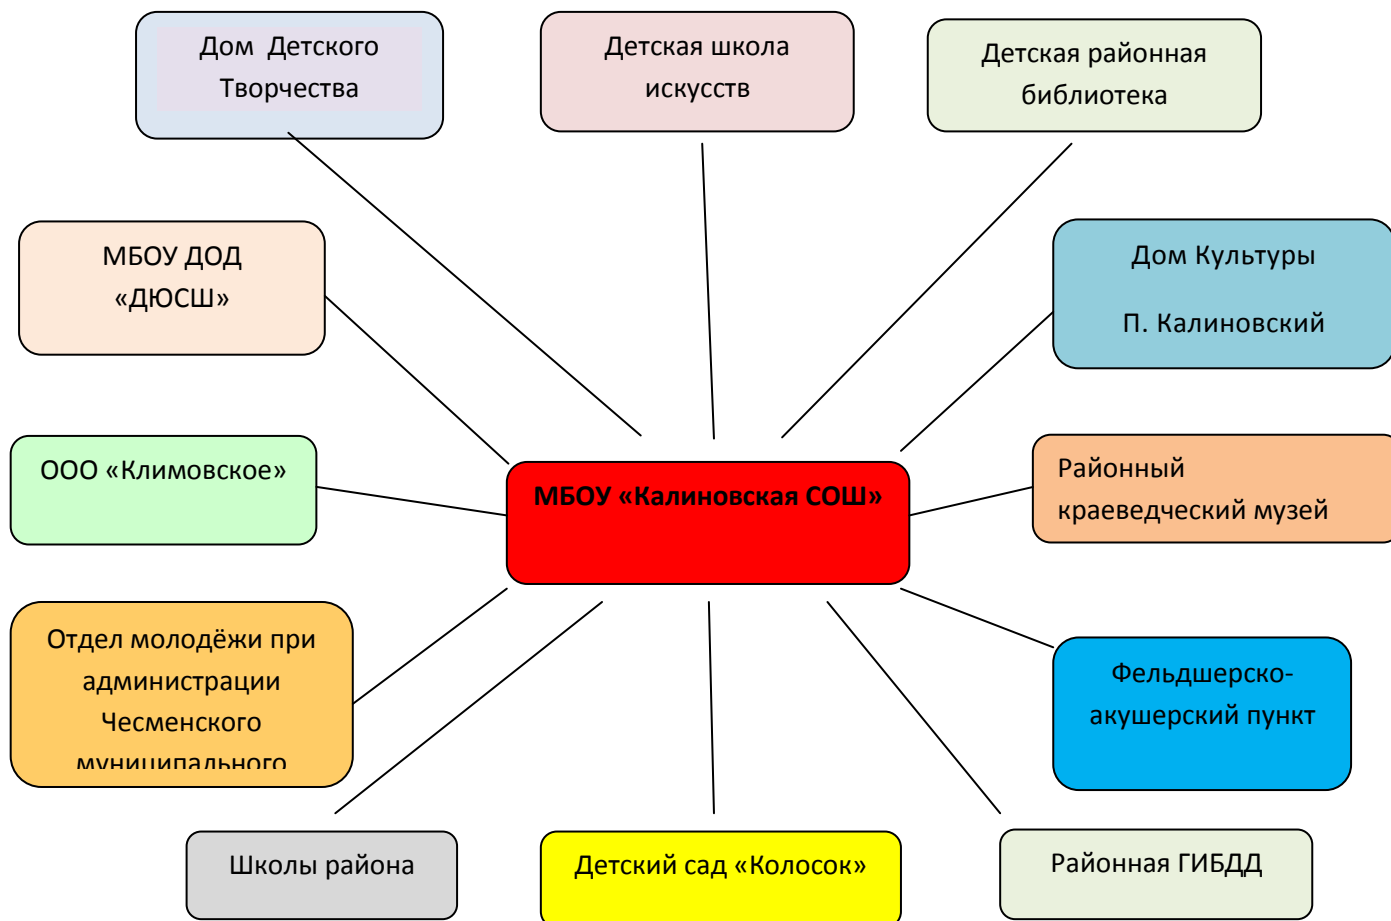 Дом Детского
Творчества
Детская школа
искусств
Детская районная
библиотека
МБОУ ДОД
«ДЮСШ»
Дом Культуры
П. Калиновский
ООО «Климовское»
МБОУ «Калиновская СОШ»
Районный
краеведческий музей
Отдел молодёжи при
администрации
Чесменского
муниципального
Фельдшерско-
акушерский пункт
Школы района
Детский сад «Колосок»
Районная ГИБДД